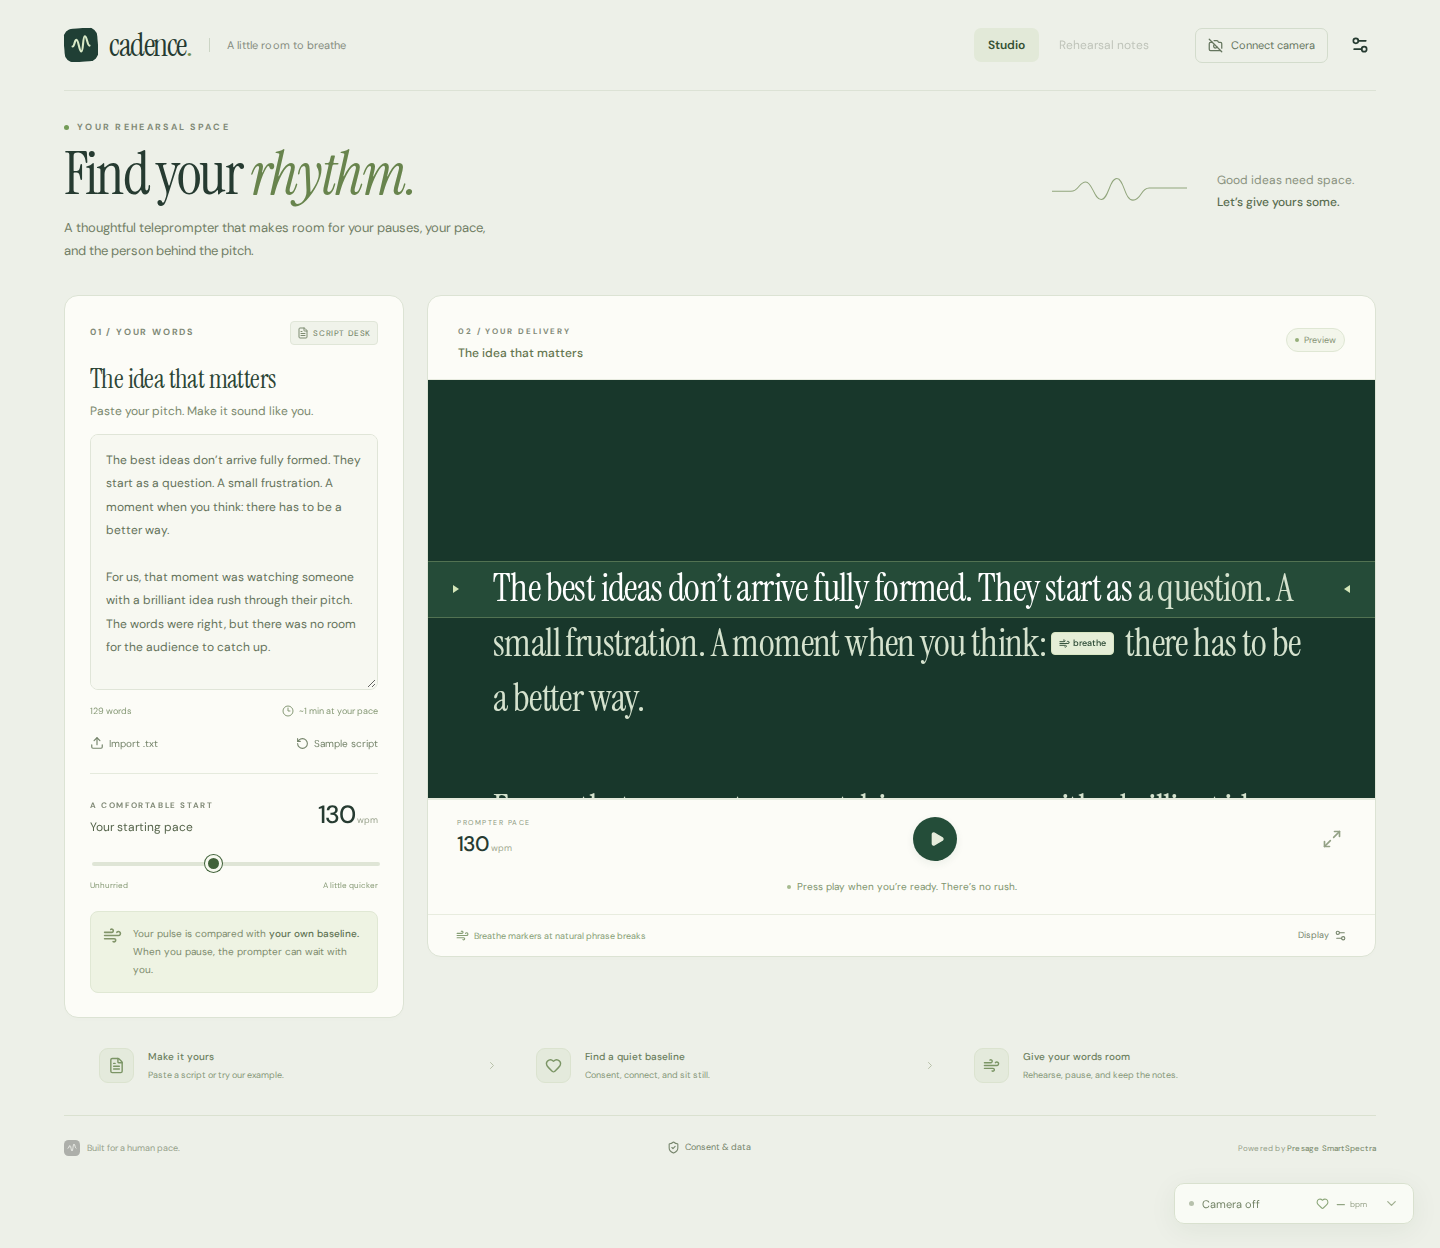 cadence.
A little room to breathe
Studio
Rehearsal notes
Connect camera
YOUR REHEARSAL SPACE
Find your rhythm.
A thoughtful teleprompter that makes room for your pauses, your pace,
and the person behind the pitch.
Good ideas need space.
Let's give yours some.
01 / YOUR WORDS
SCRIPT DESK
The idea that matters
Paste your pitch. Make it sound like you.
The best ideas don't arrive fully formed. They
start as a question. A small frustration. A
moment when you think: there has to be a
better way.
For us, that moment was watching someone
with a brilliant idea rush through their pitch.
The words were right, but there was no room
for the audience to catch up.
129 words
~1 min at your pace
Import .txt
Sample script
A COMFORTABLE START
Your starting pace
130 wpm
Unhurried
A little quicker
Your pulse is compared with your own baseline.
When you pause, the prompter can wait with
you.
02 / YOUR DELIVERY
The idea that matters
Preview
The best ideas don't arrive fully formed. They start as a question. A
small frustration. A moment when you think: breathe there has to be
a better way.
PROMPTER PACE
130 wpm
Press play when you're ready. There's no rush.
Breathe markers at natural phrase breaks
Display
Make it yours
Paste a script or try our example.
Find a quiet baseline
Consent, connect, and sit still.
Give your words room
Rehearse, pause, and keep the notes.
Built for a human pace.
Consent & data
Powered by Presage SmartSpectra
Camera off
— bpm